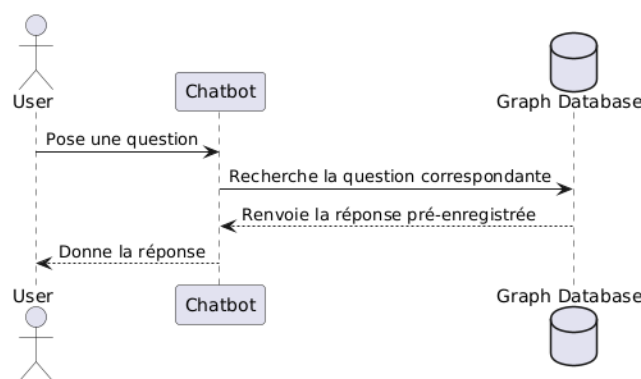 User
Chatbot
Graph Database
Pose une question
Recherche la question correspondante
Renvoie la réponse pré-enregistrée
Donne la réponse
User
Chatbot
Graph Database